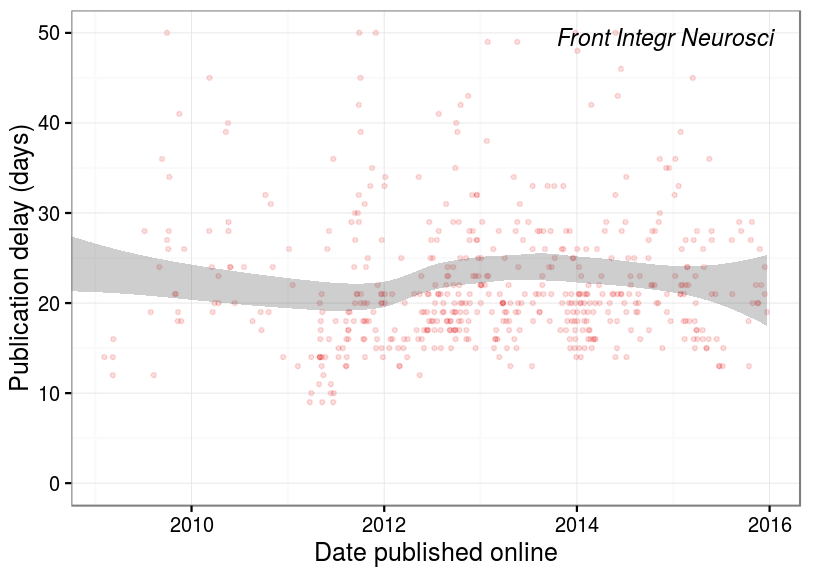 Front Integr Neurosci
Publication delay (days)
50
40
30
20
10
0
2010 2012 2014 2016
Date published online